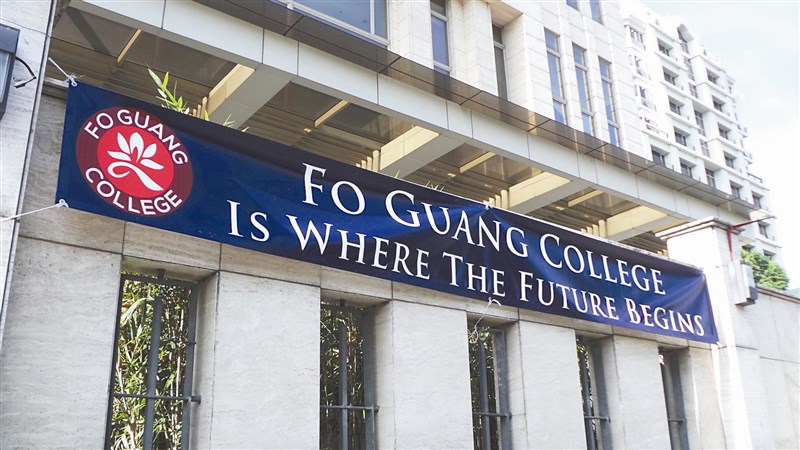 FO GUANG
COLLEGE
FO GUANG COLLEGE
IS WHERE THE FUTURE BEGINS